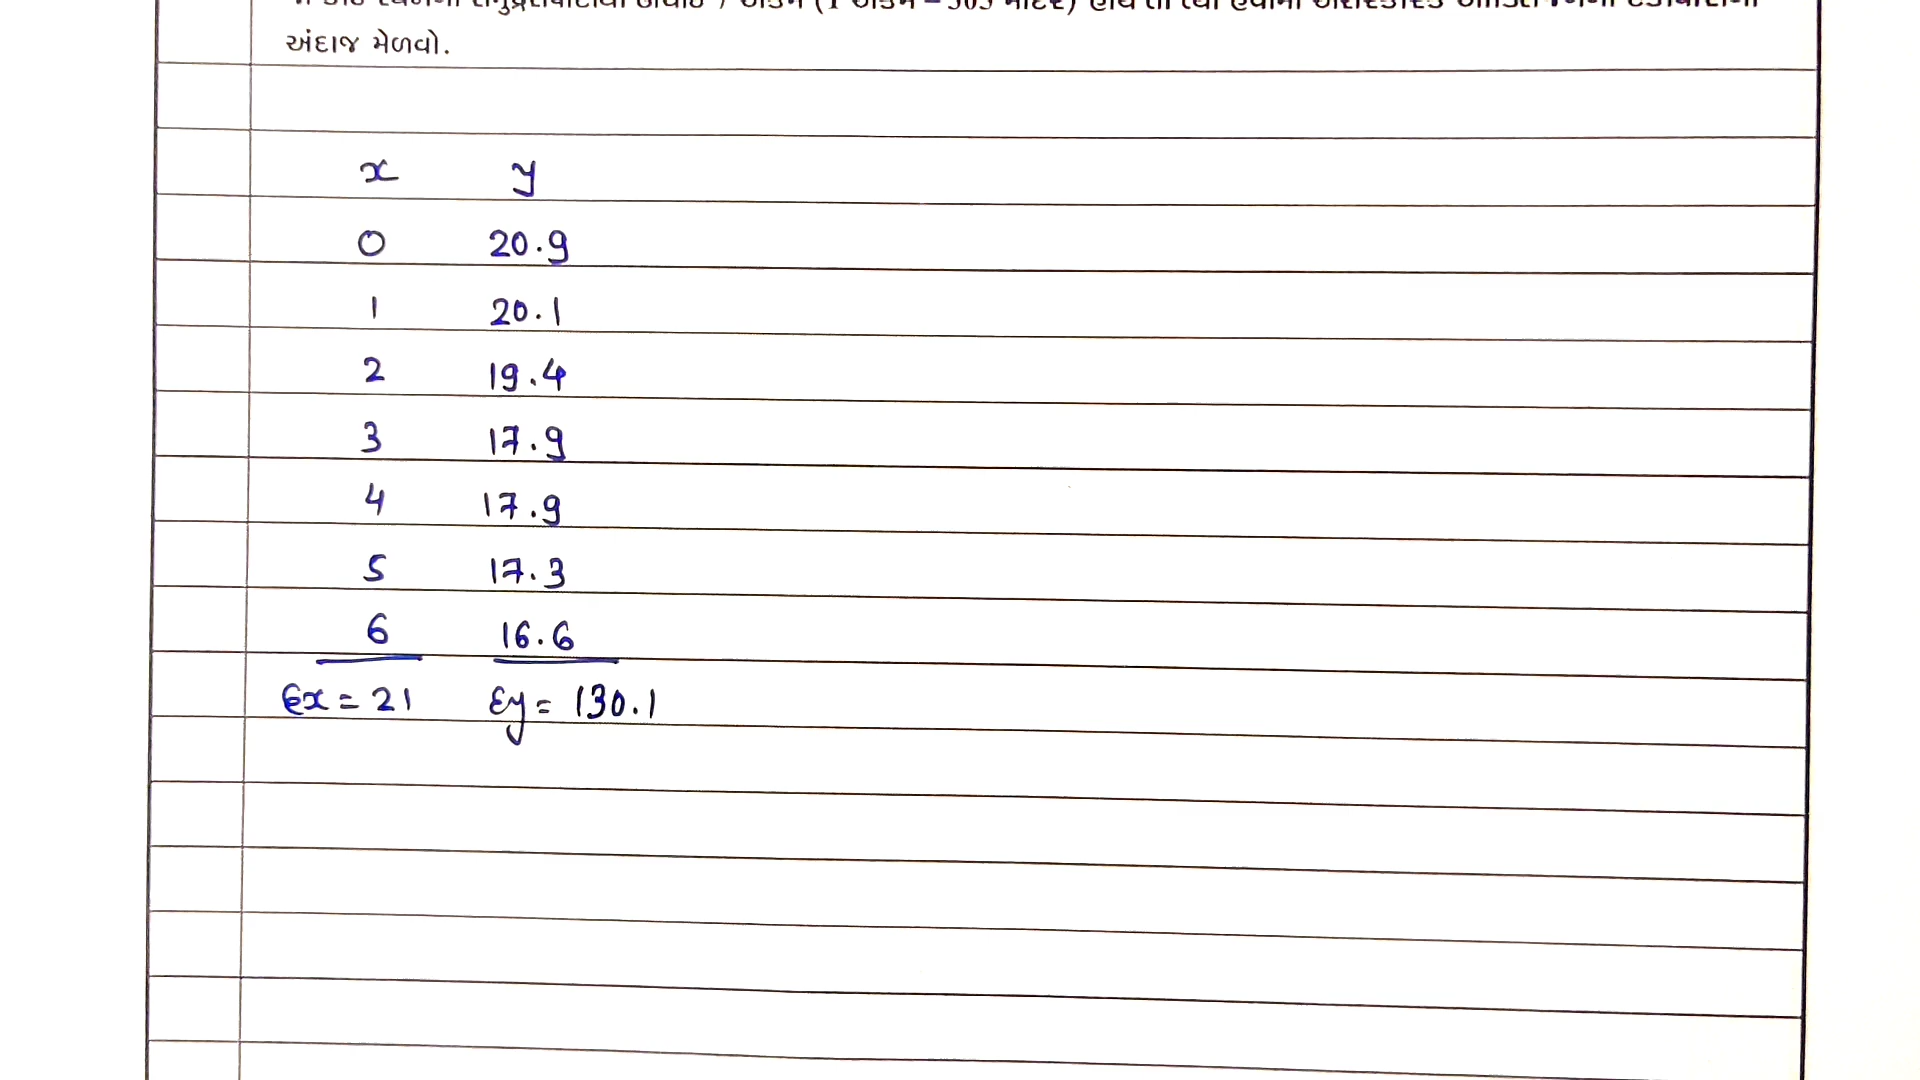 (1
અંદાજ મેળવો.
x y
0 20.9
1 20.1
2 19.4
3 17.9
4 17.9
5 17.3
6 16.6
Σx = 21 Σy = 130.1